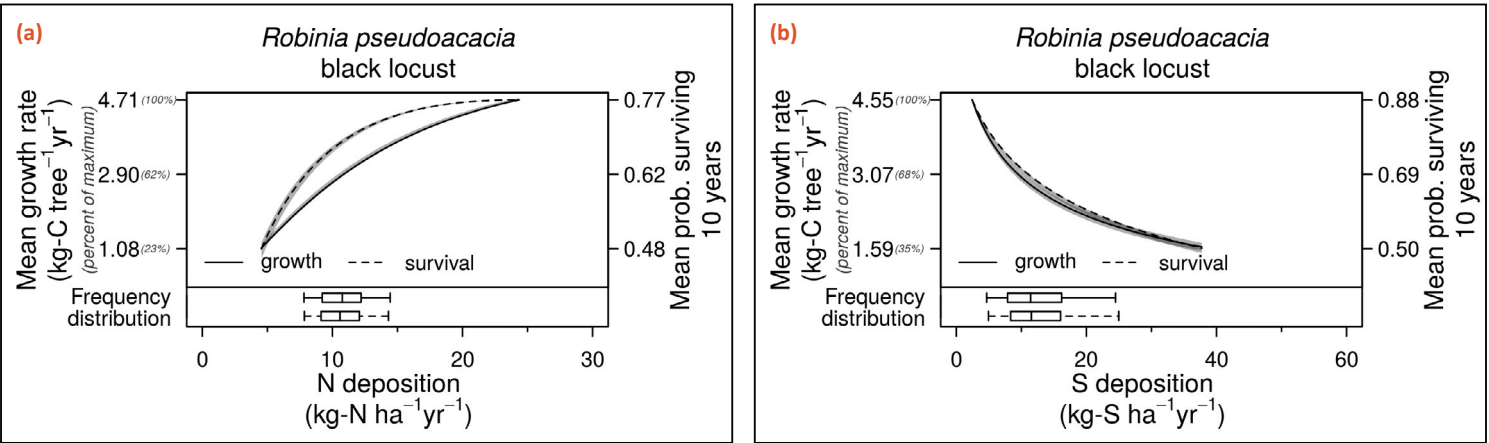 (a)
Robinia pseudoacacia
black locust
Mean growth rate
(kg-C tree⁻¹yr⁻¹)
(percent of maximum)
4.71 (100%)
2.90 (62%)
1.08 (23%)
0.77
0.62
0.48
Mean prob. surviving
10 years
growth
survival
Frequency
distribution
0 10 20 30
N deposition
(kg-N ha⁻¹yr⁻¹)
(b)
Robinia pseudoacacia
black locust
Mean growth rate
(kg-C tree⁻¹yr⁻¹)
(percent of maximum)
4.55 (100%)
3.07 (68%)
1.59 (35%)
0.88
0.69
0.50
Mean prob. surviving
10 years
growth
survival
Frequency
distribution
0 20 40 60
S deposition
(kg-S ha⁻¹yr⁻¹)